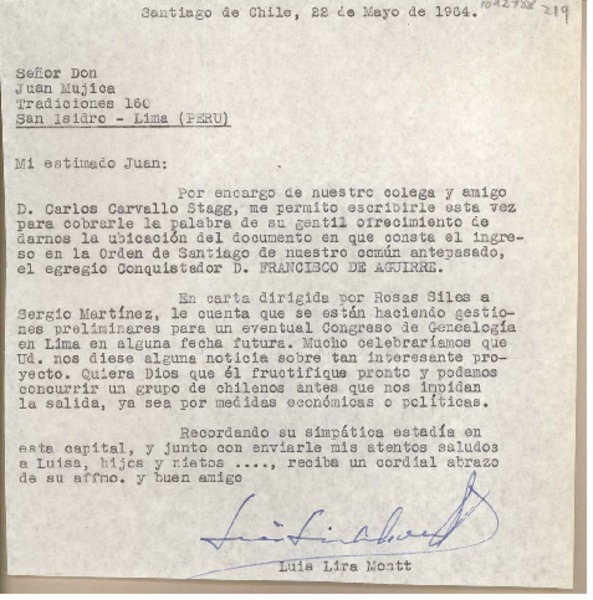 Santiago de Chile, 22 de Mayo de 1964.
1042788 219
Señor Don
Juan Mujica
Tradiciones 160
San Isidro - Lima (PERU)
Mi estimado Juan:
Por encargo de nuestro colega y amigo
D. Carlos Carvallo Stagg, me permito escribirle esta vez
para cobrarle la palabra de su gentil ofrecimiento de
darnos la ubicación del documento en que consta el ingre-
so en la Orden de Santiago de nuestro común antepasado,
el egregio Conquistador D. FRANCISCO DE AGUIRRE.
En carta dirigida por Rosas Siles a
Sergio Martínez, le cuenta que se están haciendo gestio-
nes preliminares para un eventual Congreso de Genealogía
en Lima en alguna fecha futura. Mucho celebraríamos que
Ud. nos diese alguna noticia sobre tan interesante pro-
yecto. Quiera Dios que él fructifique pronto y podamos
concurrir un grupo de chilenos antes que nos impidan
la salida, ya sea por medidas económicas o políticas.
Recordando su simpática estadía en
esta capital, y junto con enviarle mis atentos saludos
a Luisa, hijos y nietos ...., reciba un cordial abrazo
de su affmo. y buen amigo
Luis Lira Montt